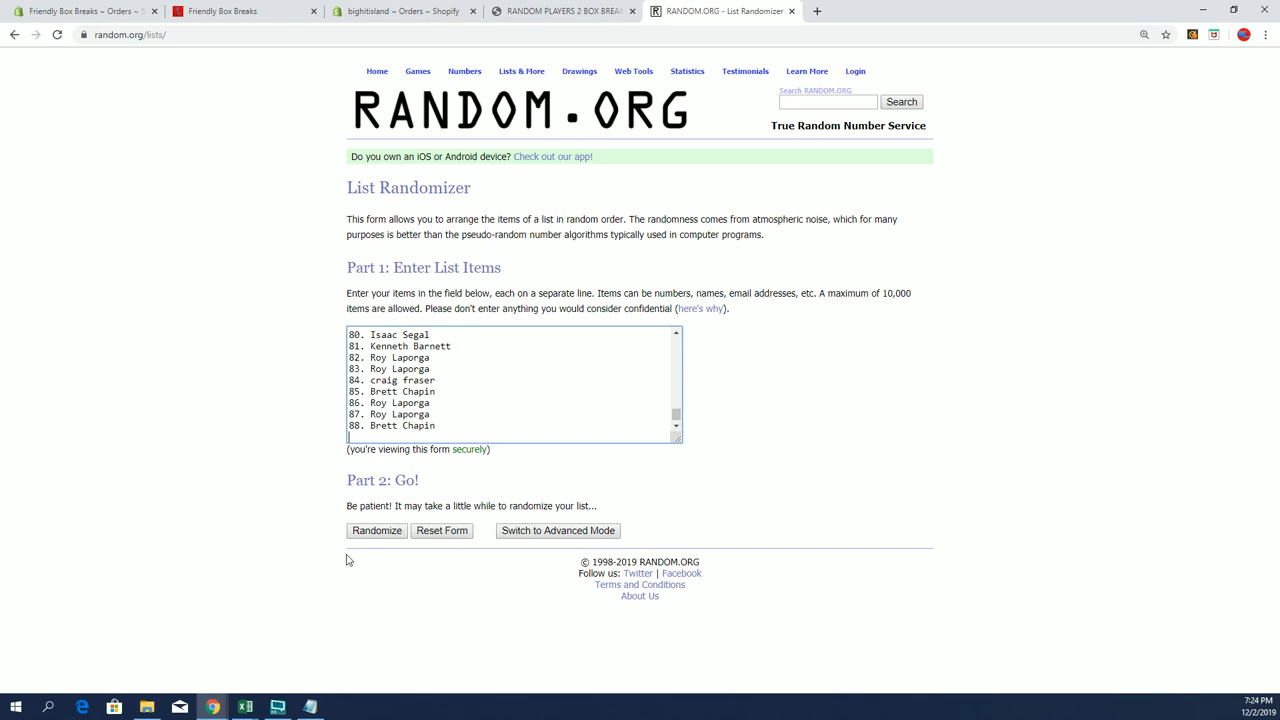 Friendly Box Breaks ~ Orders ~ S
Friendly Box Breaks
bighitisland ~ Orders ~ Shopify
RANDOM PLAYERS 2 BOX BREA
RANDOM.ORG - List Randomizer
random.org/lists/
Home Games Numbers Lists & More Drawings Web Tools Statistics Testimonials Learn More Login
RANDOM.ORG
Search RANDOM.ORG
Search
True Random Number Service
Do you own an iOS or Android device? Check out our app!
List Randomizer
This form allows you to arrange the items of a list in random order. The randomness comes from atmospheric noise, which for many
purposes is better than the pseudo-random number algorithms typically used in computer programs.
Part 1: Enter List Items
Enter your items in the field below, each on a separate line. Items can be numbers, names, email addresses, etc. A maximum of 10,000
items are allowed. Please don't enter anything you would consider confidential (here's why).
80. Isaac Segal
81. Kenneth Barnett
82. Roy Laporga
83. Roy Laporga
84. craig fraser
85. Brett Chapin
86. Roy Laporga
87. Roy Laporga
88. Brett Chapin
(you're viewing this form securely)
Part 2: Go!
Be patient! It may take a little while to randomize your list...
Randomize Reset Form Switch to Advanced Mode
© 1998-2019 RANDOM.ORG
Follow us: Twitter | Facebook
Terms and Conditions
About Us
7:24 PM
12/2/2019